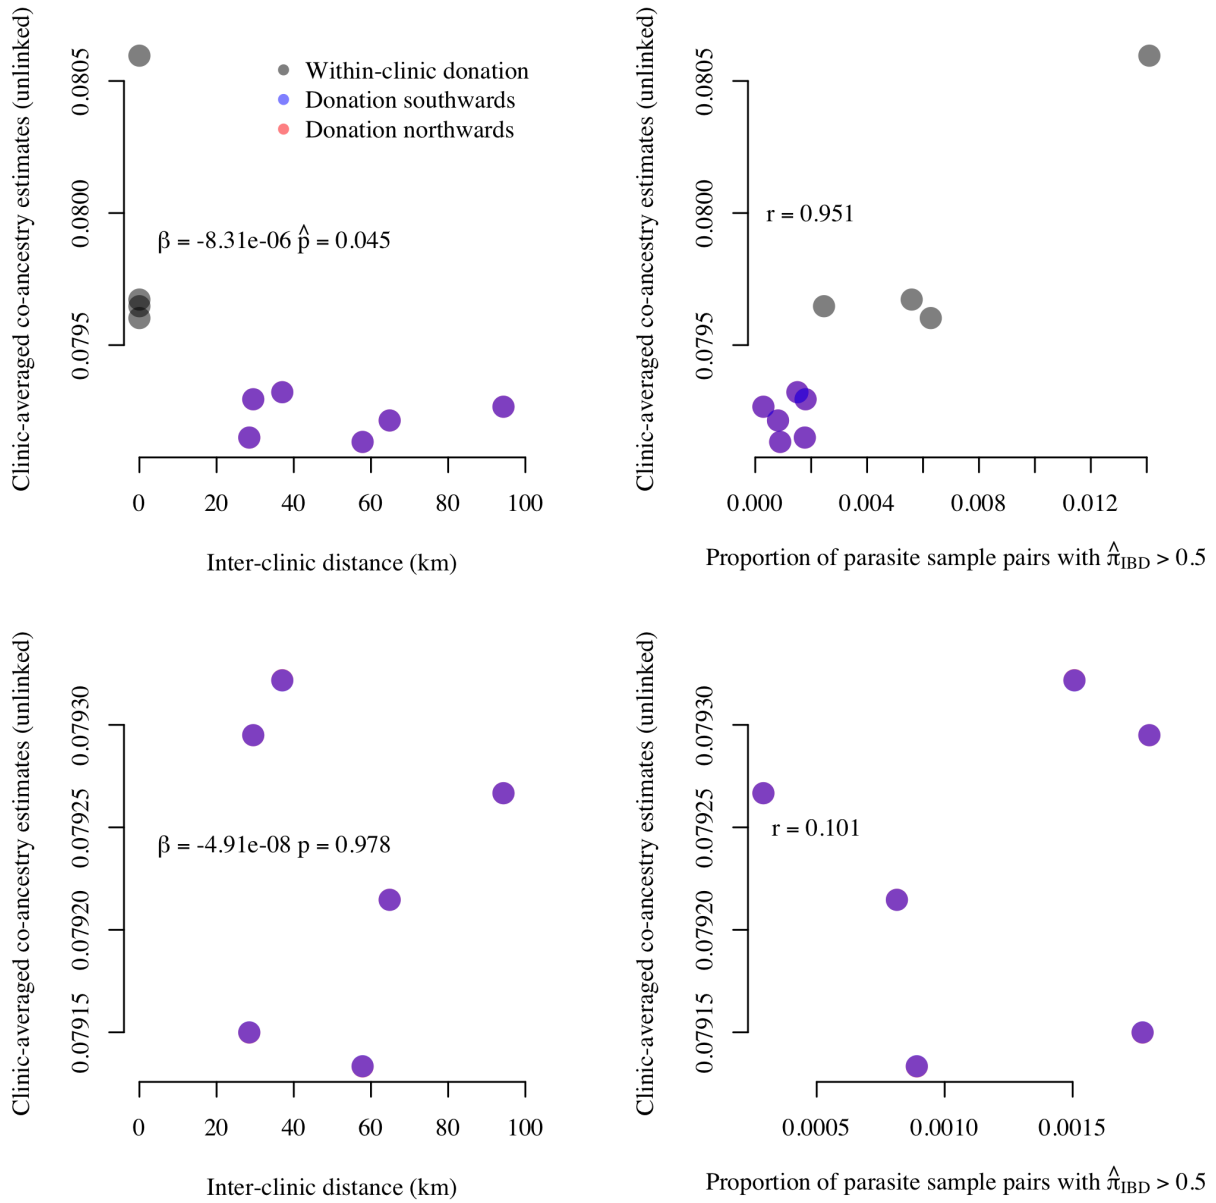 Clinic-averaged co-ancestry estimates (unlinked)
0.0805
0.0800
0.0795
Within-clinic donation
Donation southwards
Donation northwards
β = -8.31e-06 p̂ = 0.045
0 20 40 60 80 100
Inter-clinic distance (km)
Clinic-averaged co-ancestry estimates (unlinked)
0.0805
0.0800
0.0795
r = 0.951
0.000 0.004 0.008 0.012
Proportion of parasite sample pairs with π̂IBD > 0.5
Clinic-averaged co-ancestry estimates (unlinked)
0.07930
0.07925
0.07920
0.07915
β = -4.91e-08 p = 0.978
0 20 40 60 80 100
Inter-clinic distance (km)
Clinic-averaged co-ancestry estimates (unlinked)
0.07930
0.07925
0.07920
0.07915
r = 0.101
0.0005 0.0010 0.0015
Proportion of parasite sample pairs with π̂IBD > 0.5